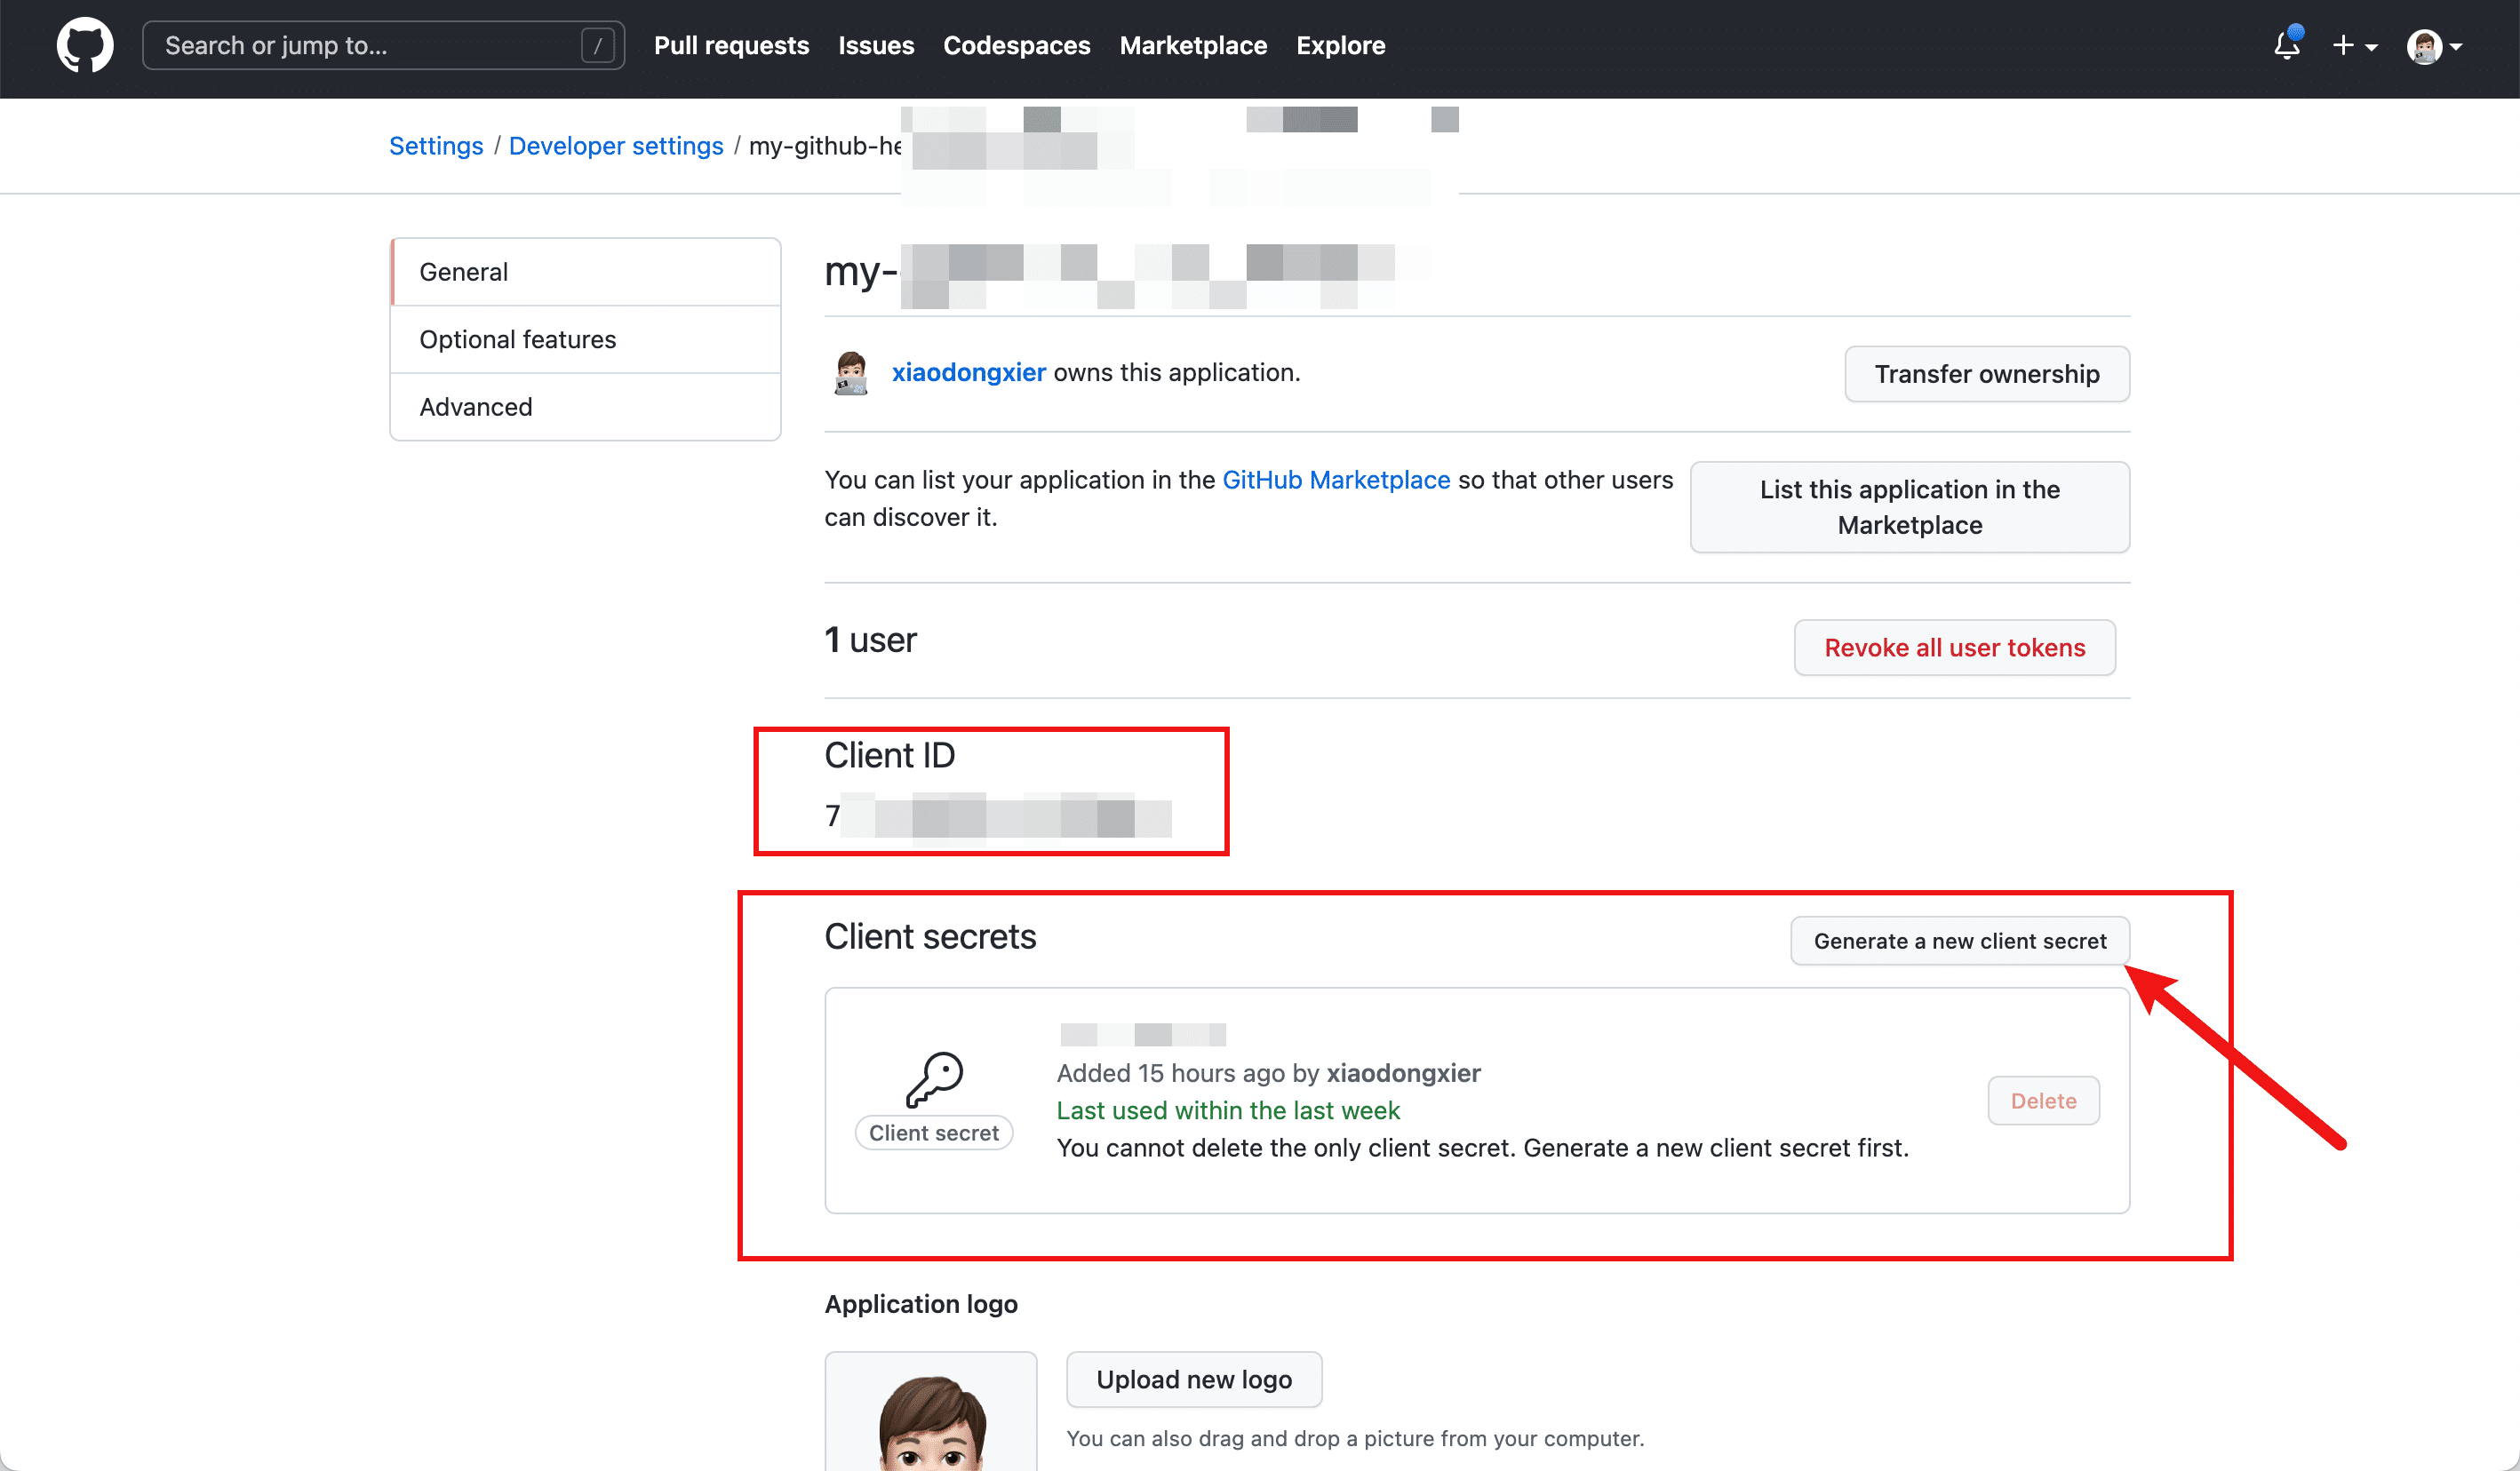 Search or jump to... /
Pull requests Issues Codespaces Marketplace Explore
Settings / Developer settings / my-github-he
General
Optional features
Advanced
my-
xiaodongxier owns this application.
Transfer ownership
You can list your application in the GitHub Marketplace so that other users
can discover it.
List this application in the
Marketplace
1 user
Revoke all user tokens
Client ID
7
Client secrets
Generate a new client secret
Client secret
Added 15 hours ago by xiaodongxier
Last used within the last week
You cannot delete the only client secret. Generate a new client secret first.
Delete
Application logo
Upload new logo
You can also drag and drop a picture from your computer.